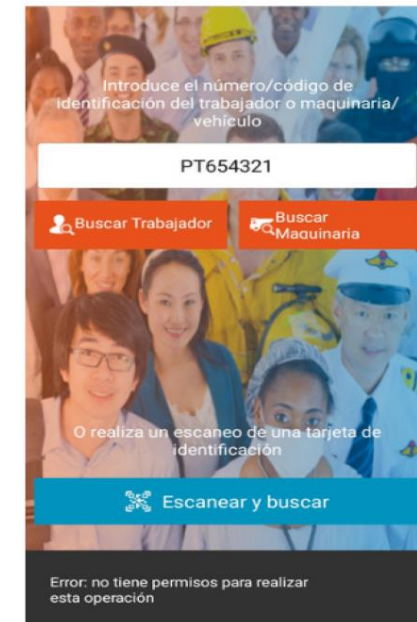 Introduce el número/código de
identificación del trabajador o maquinaria/
vehículo
PT654321
Buscar Trabajador
Buscar
Maquinaria
O realiza un escaneo de una tarjeta de
identificación
Escanear y buscar
Error: no tiene permisos para realizar
esta operación